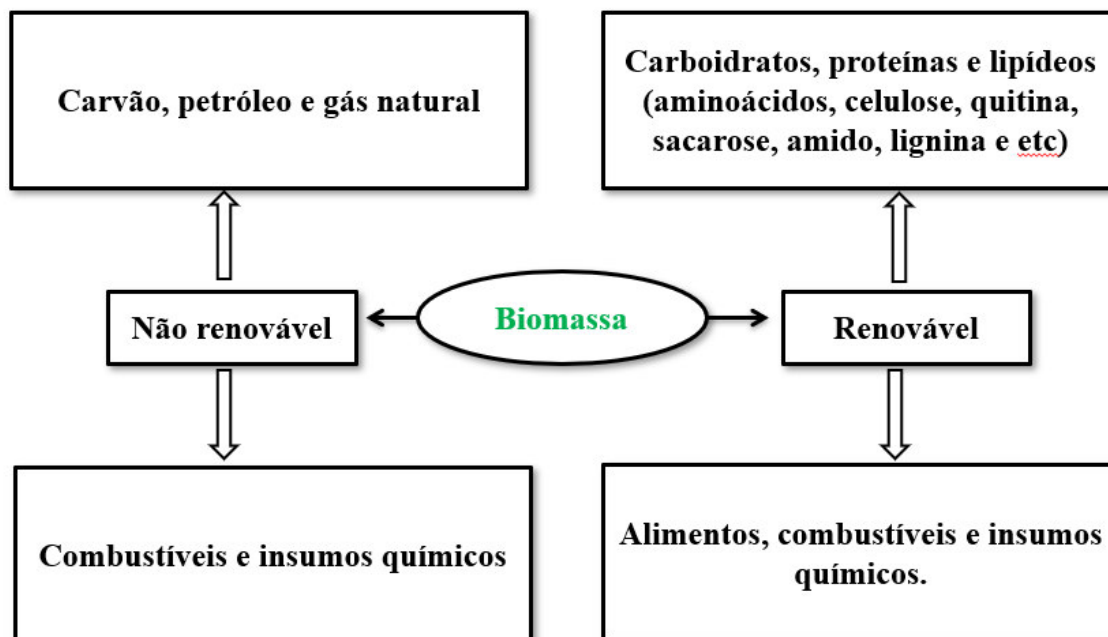 Carvão, petróleo e gás natural
Carboidratos, proteínas e lipídeos
(aminoácidos, celulose, quitina,
sacarose, amido, lignina e etc)
Não renovável
Biomassa
Renovável
Combustíveis e insumos químicos
Alimentos, combustíveis e insumos
químicos.